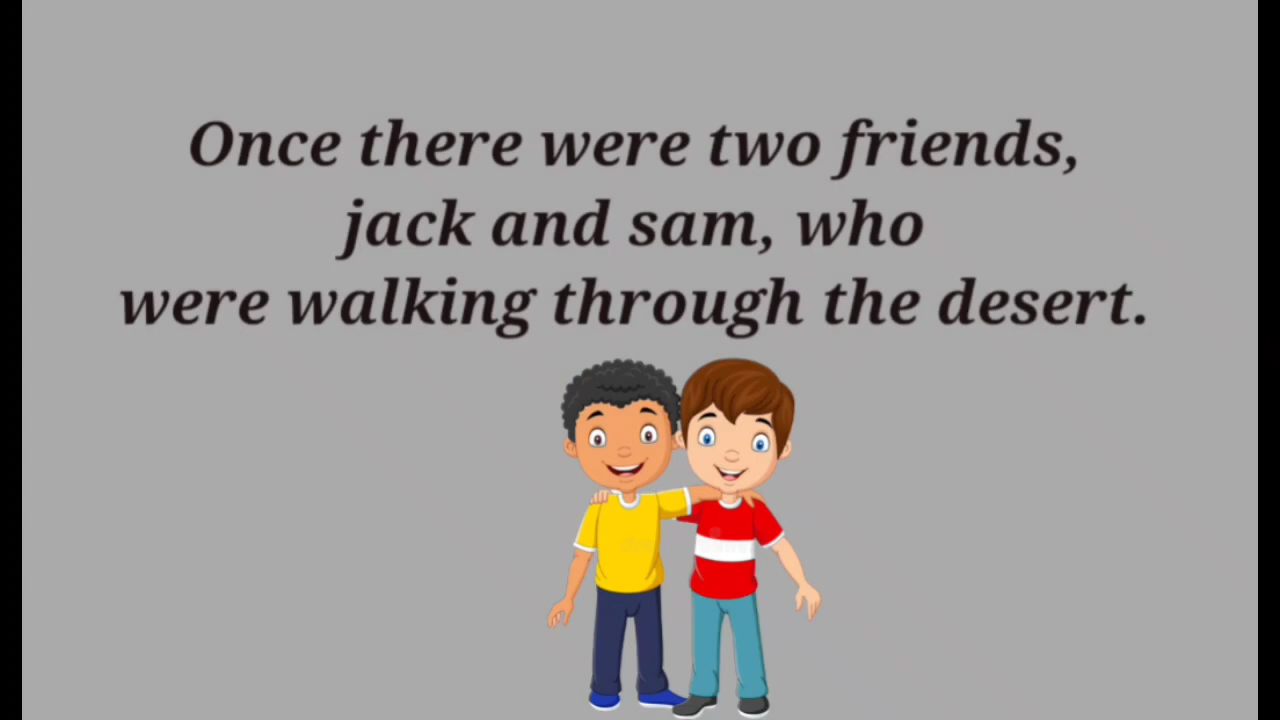 Once there were two friends,
jack and sam, who
were walking through the desert.